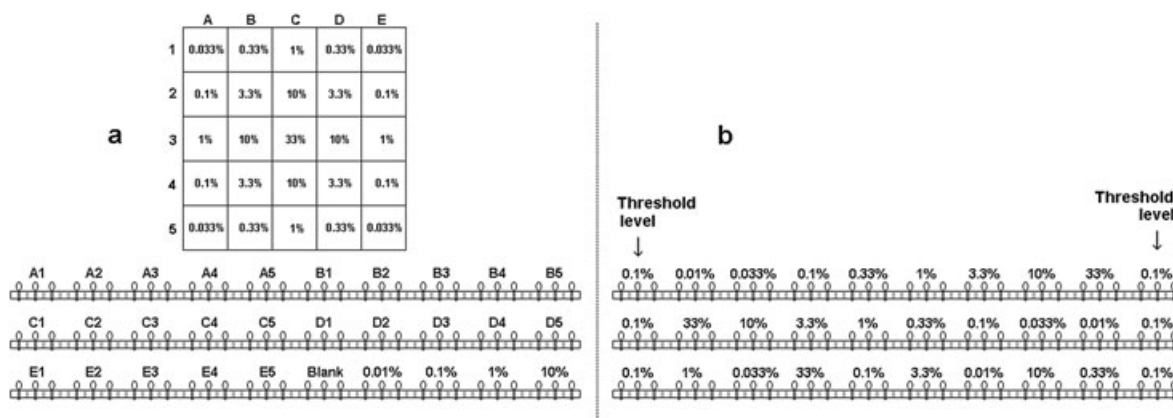 A B C D E
1 0.033% 0.33% 1% 0.33% 0.033%
2 0.1% 3.3% 10% 3.3% 0.1%
a
3 1% 10% 33% 10% 1%
4 0.1% 3.3% 10% 3.3% 0.1%
5 0.033% 0.33% 1% 0.33% 0.033%
A1 A2 A3 A4 A5 B1 B2 B3 B4 B5
C1 C2 C3 C4 C5 D1 D2 D3 D4 D5
E1 E2 E3 E4 E5 Blank 0.01% 0.1% 1% 10%
b
Threshold
level
Threshold
level
0.1% 0.01% 0.033% 0.1% 0.33% 1% 3.3% 10% 33% 0.1%
0.1% 33% 10% 3.3% 1% 0.33% 0.1% 0.033% 0.01% 0.1%
0.1% 1% 0.033% 33% 0.1% 3.3% 0.01% 10% 0.33% 0.1%